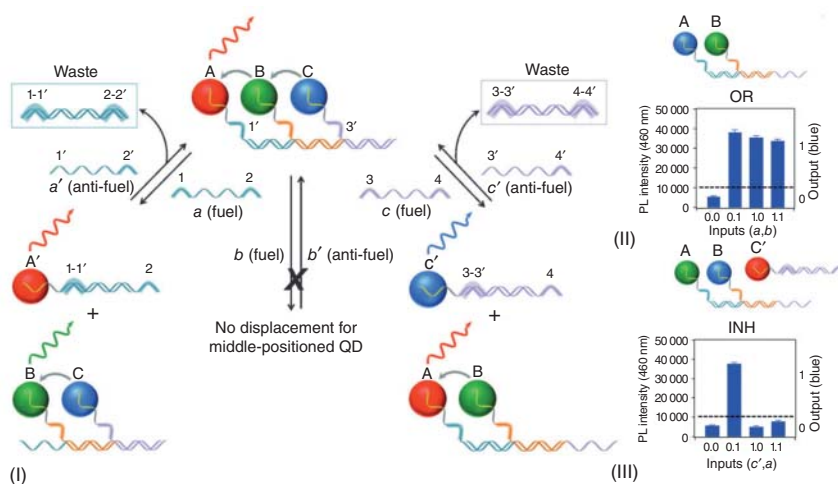 Waste
1-1′ 2-2′
1′ 2′
a′ (anti-fuel)
1 2
a (fuel)
A B C
1′ 3′
Waste
3-3′ 4-4′
3′ 4′
c′ (anti-fuel)
3 4
c (fuel)
b (fuel)
b′ (anti-fuel)
X
No displacement for
middle-positioned QD
A′
1-1′ 2
+
B C
(I)
C′
3-3′ 4
+
A B
A B
OR
PL intensity (460 nm)
50 000
40 000
30 000
20 000
10 000
0
1
0
Output (blue)
0.0 0.1 1.0 1.1
Inputs (a,b)
(II)
A B C′
INH
PL intensity (460 nm)
50 000
40 000
30 000
20 000
10 000
0
1
0
Output (blue)
0.0 0.1 1.0 1.1
Inputs (c′,a)
(III)